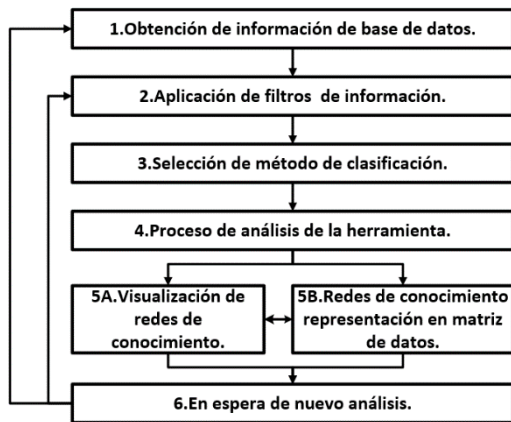 1.Obtención de información de base de datos.
2.Aplicación de filtros de información.
3.Selección de método de clasificación.
4.Proceso de análisis de la herramienta.
5A.Visualización de
redes de
conocimiento.
5B.Redes de conocimiento
representación en matriz
de datos.
6.En espera de nuevo análisis.